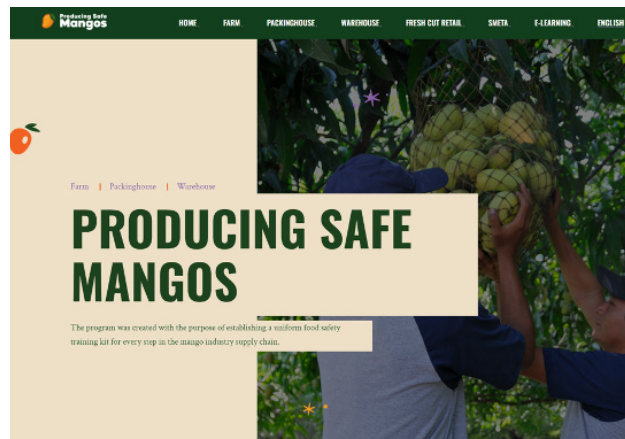 Producing Safe
Mangos
HOME
FARM
PACKINGHOUSE
WAREHOUSE
FRESH CUT RETAIL
SMETA
E-LEARNING
ENGLISH
Farm | Packinghouse | Warehouse
PRODUCING SAFE
MANGOS
The program was created with the purpose of establishing a uniform food safety
training kit for every step in the mango industry supply chain.